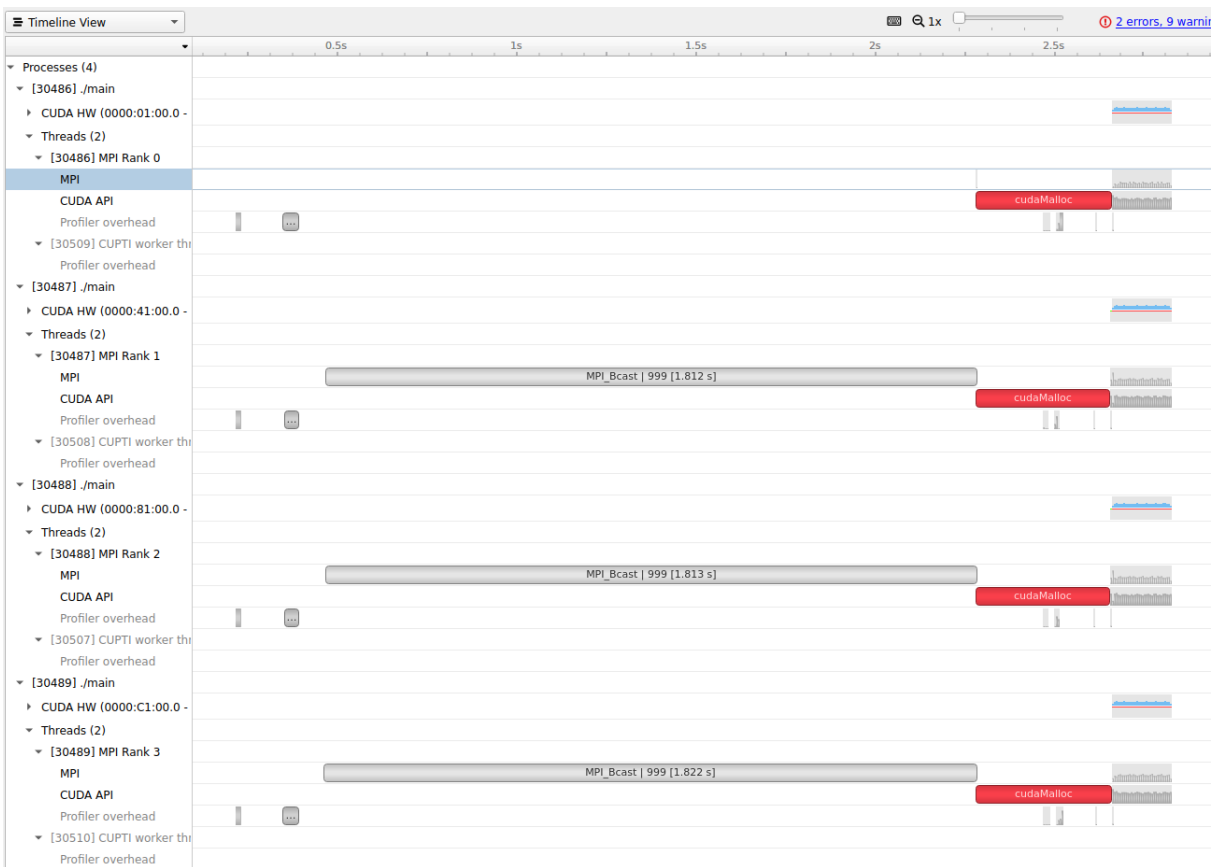 Timeline View
1x
2 errors, 9 warnin
0.5s 1s 1.5s 2s 2.5s
Processes (4)
[30486] ./main
CUDA HW (0000:01:00.0 -
Threads (2)
[30486] MPI Rank 0
MPI
CUDA API cudaMalloc
Profiler overhead ...
[30509] CUPTI worker thr
Profiler overhead
[30487] ./main
CUDA HW (0000:41:00.0 -
Threads (2)
[30487] MPI Rank 1
MPI MPI_Bcast | 999 [1.812 s]
CUDA API cudaMalloc
Profiler overhead ...
[30508] CUPTI worker thr
Profiler overhead
[30488] ./main
CUDA HW (0000:81:00.0 -
Threads (2)
[30488] MPI Rank 2
MPI MPI_Bcast | 999 [1.813 s]
CUDA API cudaMalloc
Profiler overhead ...
[30507] CUPTI worker thr
Profiler overhead
[30489] ./main
CUDA HW (0000:C1:00.0 -
Threads (2)
[30489] MPI Rank 3
MPI MPI_Bcast | 999 [1.822 s]
CUDA API cudaMalloc
Profiler overhead ...
[30510] CUPTI worker thr
Profiler overhead